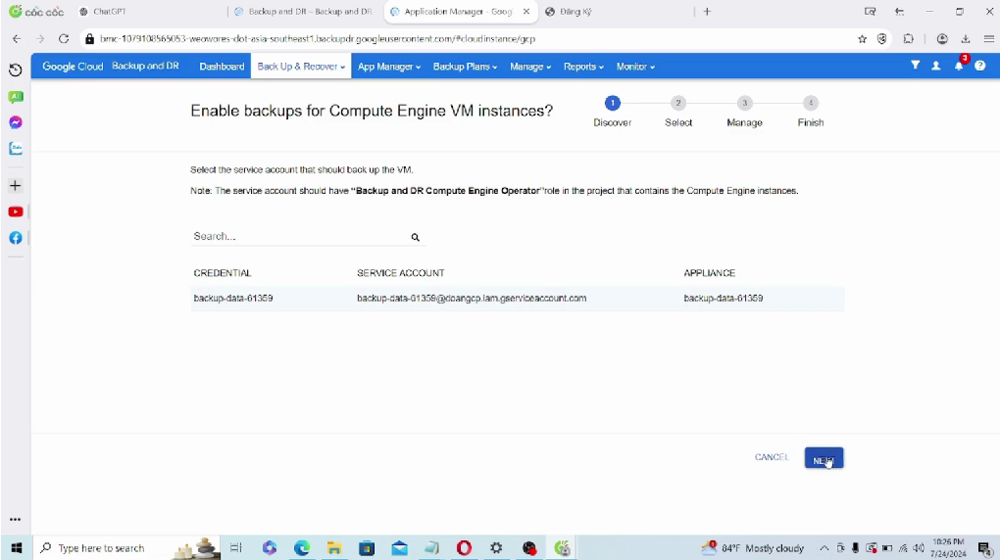 CỐC CỐC
ChatGPT
Backup and DR – Backup and DR
Application Manager - Goog
Đăng Ký
bmc-1079108565053-weowores-dot-asia-southeast1.backupdr.googleusercontent.com/#cloudinstance/gcp
Google Cloud Backup and DR Dashboard Back Up & Recover App Manager Backup Plans Manage Reports Monitor
3
Enable backups for Compute Engine VM instances?
1 2 3 4
Discover Select Manage Finish
Select the service account that should back up the VM.
Note: The service account should have "Backup and DR Compute Engine Operator"role in the project that contains the Compute Engine instances.
Search...
CREDENTIAL SERVICE ACCOUNT APPLIANCE
backup-data-61359 backup-data-61359@doangcp.iam.gserviceaccount.com backup-data-61359
CANCEL
Type here to search
84°F Mostly cloudy
10:26 PM
7/24/2024